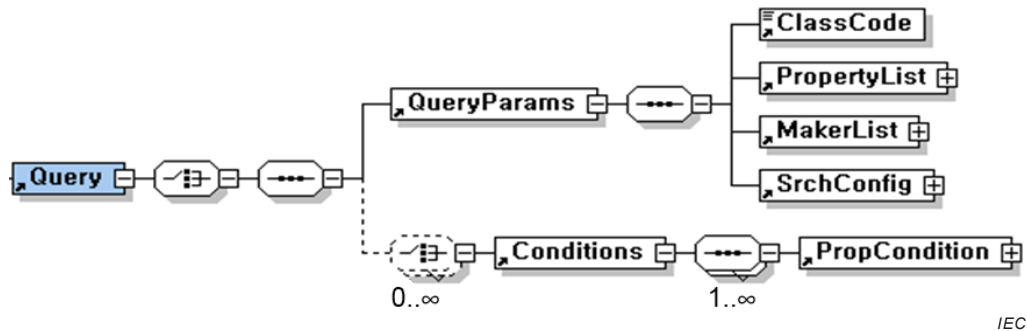 ClassCode
QueryParams
PropertyList
MakerList
Query
SrchConfig
Conditions
PropCondition
0..∞
1..∞
IEC